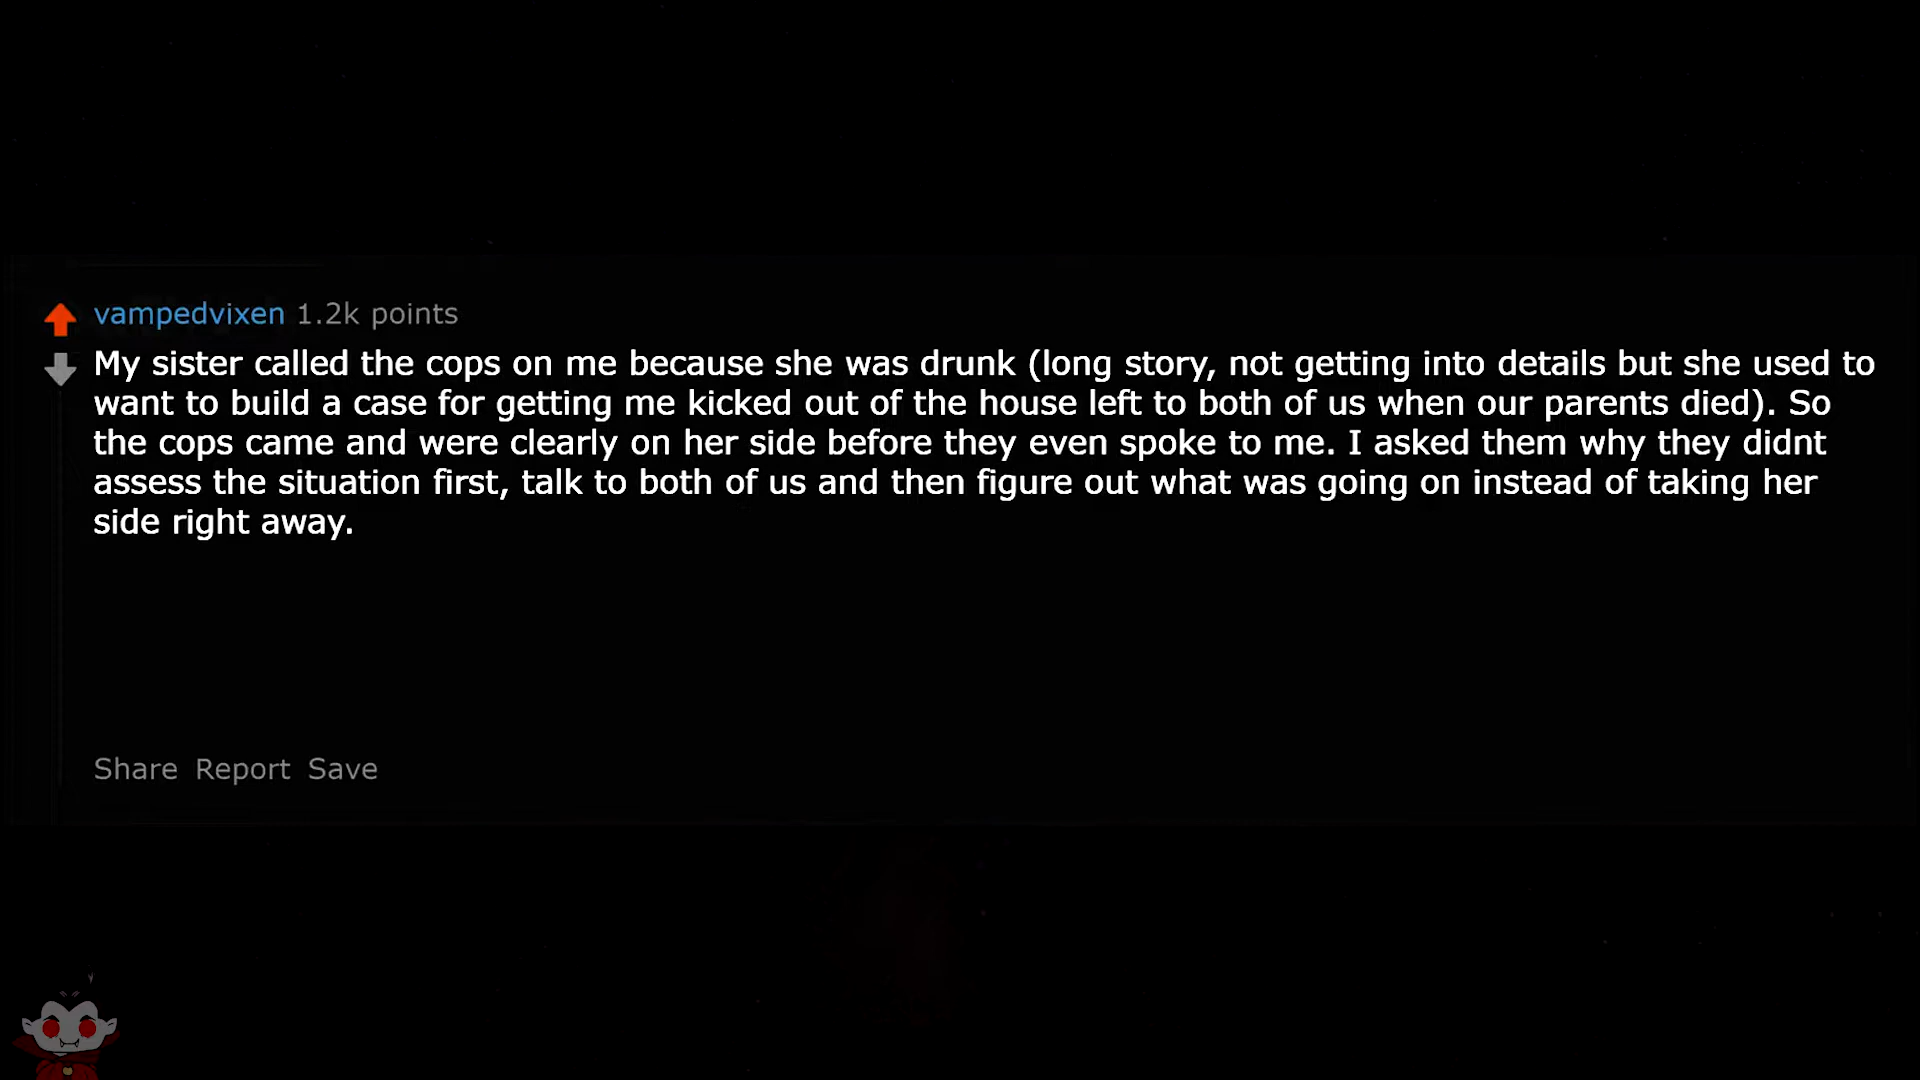 vampedvixen 1.2k points
My sister called the cops on me because she was drunk (long story, not getting into details but she used to
want to build a case for getting me kicked out of the house left to both of us when our parents died). So
the cops came and were clearly on her side before they even spoke to me. I asked them why they didnt
assess the situation first, talk to both of us and then figure out what was going on instead of taking her
side right away.
Share Report Save